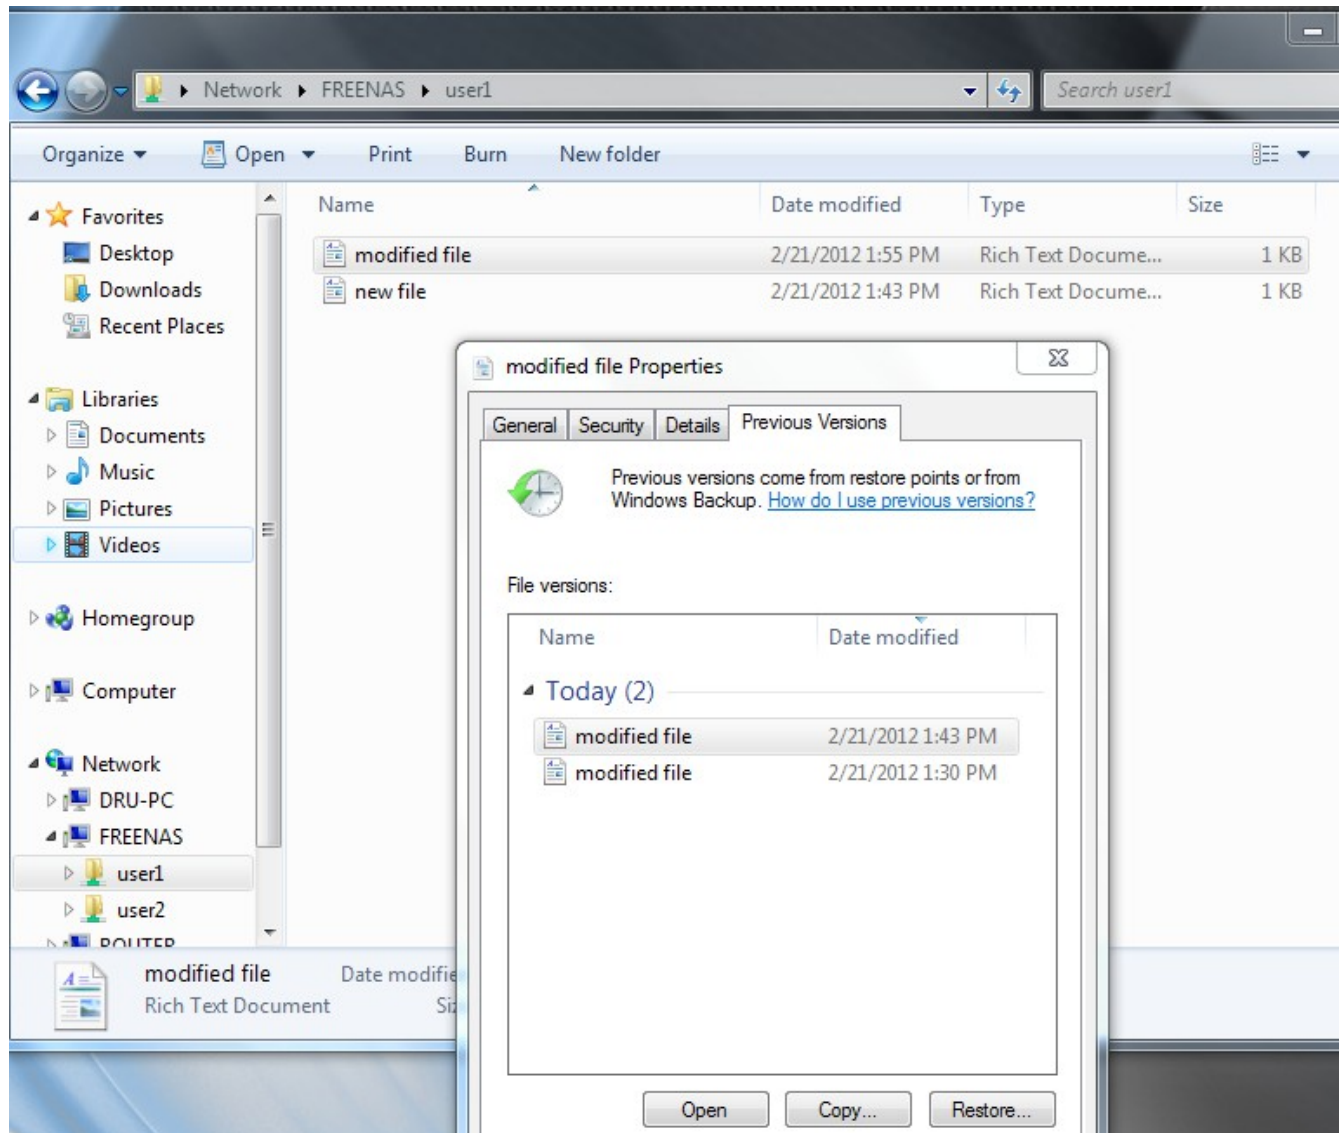 Network FREENAS user1 Search user1
Organize Open Print Burn New folder
Name Date modified Type Size
Favorites
Desktop
Downloads
Recent Places
Libraries
Documents
Music
Pictures
Videos
Homegroup
Computer
Network
DRU-PC
FREENAS
user1
user2
ROUTER
modified file 2/21/2012 1:55 PM Rich Text Docume... 1 KB
new file 2/21/2012 1:43 PM Rich Text Docume... 1 KB
modified file Properties
General Security Details Previous Versions
Previous versions come from restore points or from
Windows Backup. How do I use previous versions?
File versions:
Name Date modified
Today (2)
modified file 2/21/2012 1:43 PM
modified file 2/21/2012 1:30 PM
Open Copy... Restore...
modified file Date modifie
Rich Text Document Siz